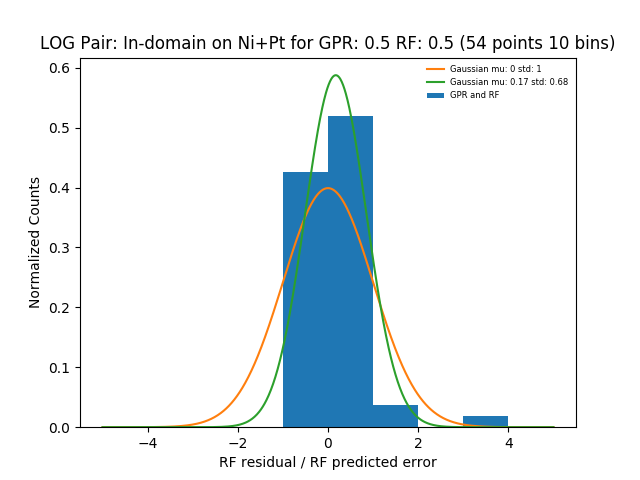 LOG Pair: In-domain on Ni+Pt for GPR: 0.5 RF: 0.5 (54 points 10 bins)
Gaussian mu: 0 std: 1
Gaussian mu: 0.17 std: 0.68
GPR and RF
Normalized Counts
0.6
0.5
0.4
0.3
0.2
0.1
0.0
−4
−2
0
2
4
RF residual / RF predicted error